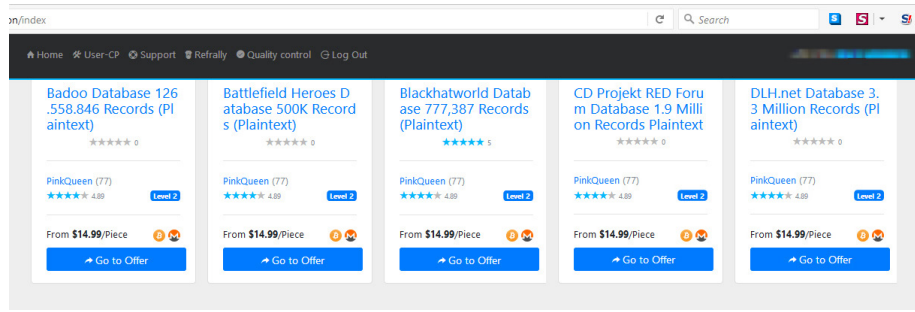 on/index
Search
Home User-CP Support Refrally Quality control Log Out
Badoo Database 126
.558.846 Records (Pl
aintext)
0
PinkQueen (77)
4.89 Level 2
From $14.99/Piece
Go to Offer
Battlefield Heroes D
atabase 500K Record
s (Plaintext)
0
PinkQueen (77)
4.89 Level 2
From $14.99/Piece
Go to Offer
Blackhatworld Datab
ase 777,387 Records
(Plaintext)
5
PinkQueen (77)
4.89 Level 2
From $14.99/Piece
Go to Offer
CD Projekt RED Foru
m Database 1.9 Milli
on Records Plaintext
0
PinkQueen (77)
4.89 Level 2
From $14.99/Piece
Go to Offer
DLH.net Database 3.
3 Million Records (Pl
aintext)
0
PinkQueen (77)
4.89 Level 2
From $14.99/Piece
Go to Offer